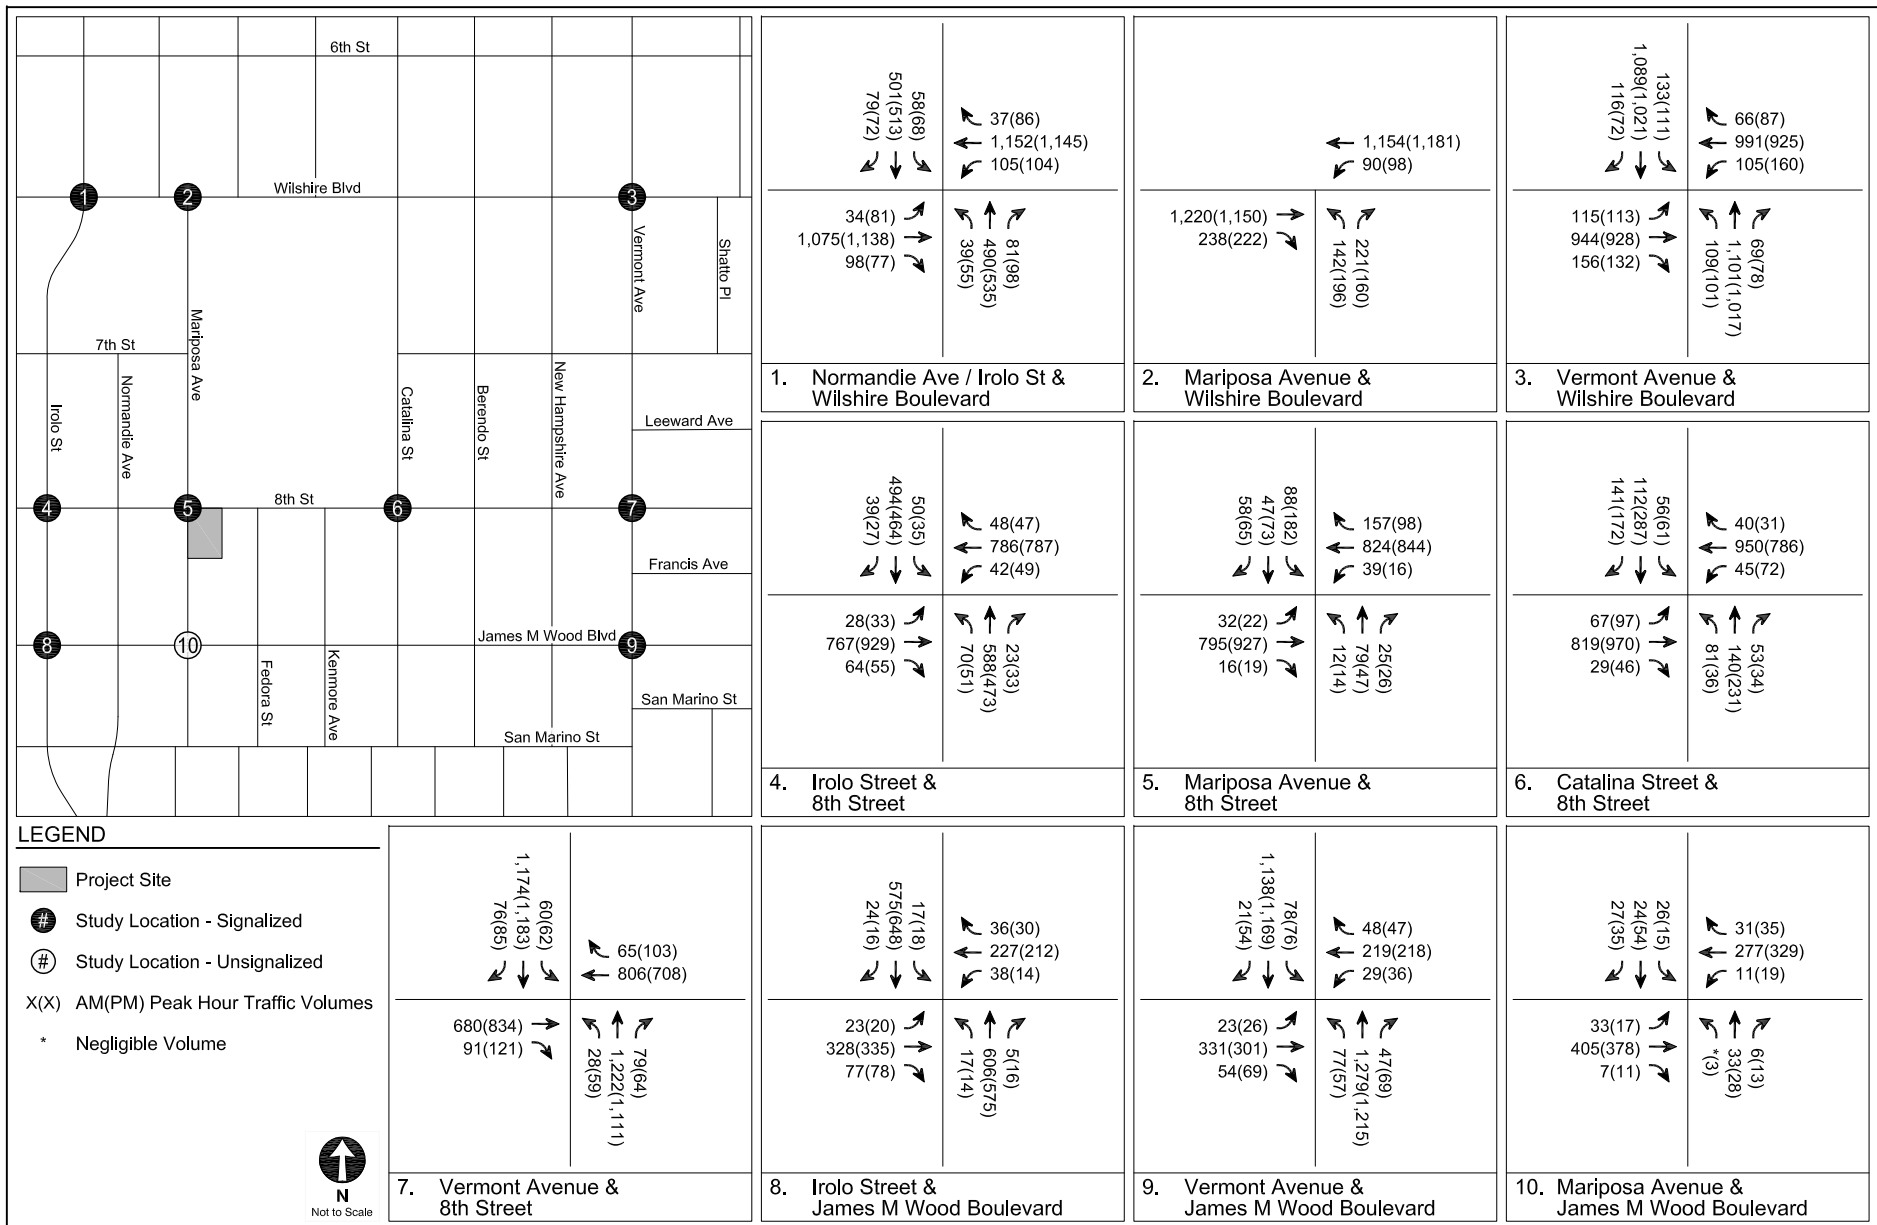 6th St
1
2
Wilshire Blvd
3
Vermont Ave
Shatto Pl
Mariposa Ave
7th St
Irolo St
Normandie Ave
Catalina St
Berendo St
New Hampshire Ave
Leeward Ave
4
5
8th St
6
7
Francis Ave
8
10
James M Wood Blvd
9
Fedora St
Kenmore Ave
San Marino St
San Marino St
79(72)
501(513)
58(68)
37(86)
1,152(1,145)
105(104)
34(81)
1,075(1,138)
98(77)
39(55)
490(535)
81(98)
1. Normandie Ave / Irolo St &
Wilshire Boulevard
1,154(1,181)
90(98)
1,220(1,150)
238(222)
142(196)
221(160)
2. Mariposa Avenue &
Wilshire Boulevard
116(72)
1,089(1,021)
133(111)
66(87)
991(925)
105(160)
115(113)
944(928)
156(132)
109(101)
1,101(1,017)
69(78)
3. Vermont Avenue &
Wilshire Boulevard
39(27)
494(464)
50(35)
48(47)
786(787)
42(49)
28(33)
767(929)
64(55)
70(51)
588(473)
23(33)
4. Irolo Street &
8th Street
58(65)
47(73)
88(182)
157(98)
824(844)
39(16)
32(22)
795(927)
16(19)
12(14)
79(47)
25(26)
5. Mariposa Avenue &
8th Street
141(172)
112(287)
56(61)
40(31)
950(786)
45(72)
67(97)
819(970)
29(46)
81(36)
140(231)
53(34)
6. Catalina Street &
8th Street
LEGEND
Project Site
# Study Location - Signalized
# Study Location - Unsignalized
X(X) AM(PM) Peak Hour Traffic Volumes
* Negligible Volume
N
Not to Scale
76(85)
1,174(1,183)
60(62)
65(103)
806(708)
680(834)
91(121)
28(59)
1,222(1,111)
79(64)
7. Vermont Avenue &
8th Street
24(16)
575(648)
17(18)
36(30)
227(212)
38(14)
23(20)
328(335)
77(78)
17(14)
606(575)
5(16)
8. Irolo Street &
James M Wood Boulevard
21(54)
1,138(1,169)
78(76)
48(47)
219(218)
29(36)
23(26)
331(301)
54(69)
77(57)
1,279(1,215)
47(69)
9. Vermont Avenue &
James M Wood Boulevard
27(35)
24(54)
26(15)
31(35)
277(329)
11(19)
33(17)
405(378)
7(11)
*(3)
33(28)
6(13)
10. Mariposa Avenue &
James M Wood Boulevard